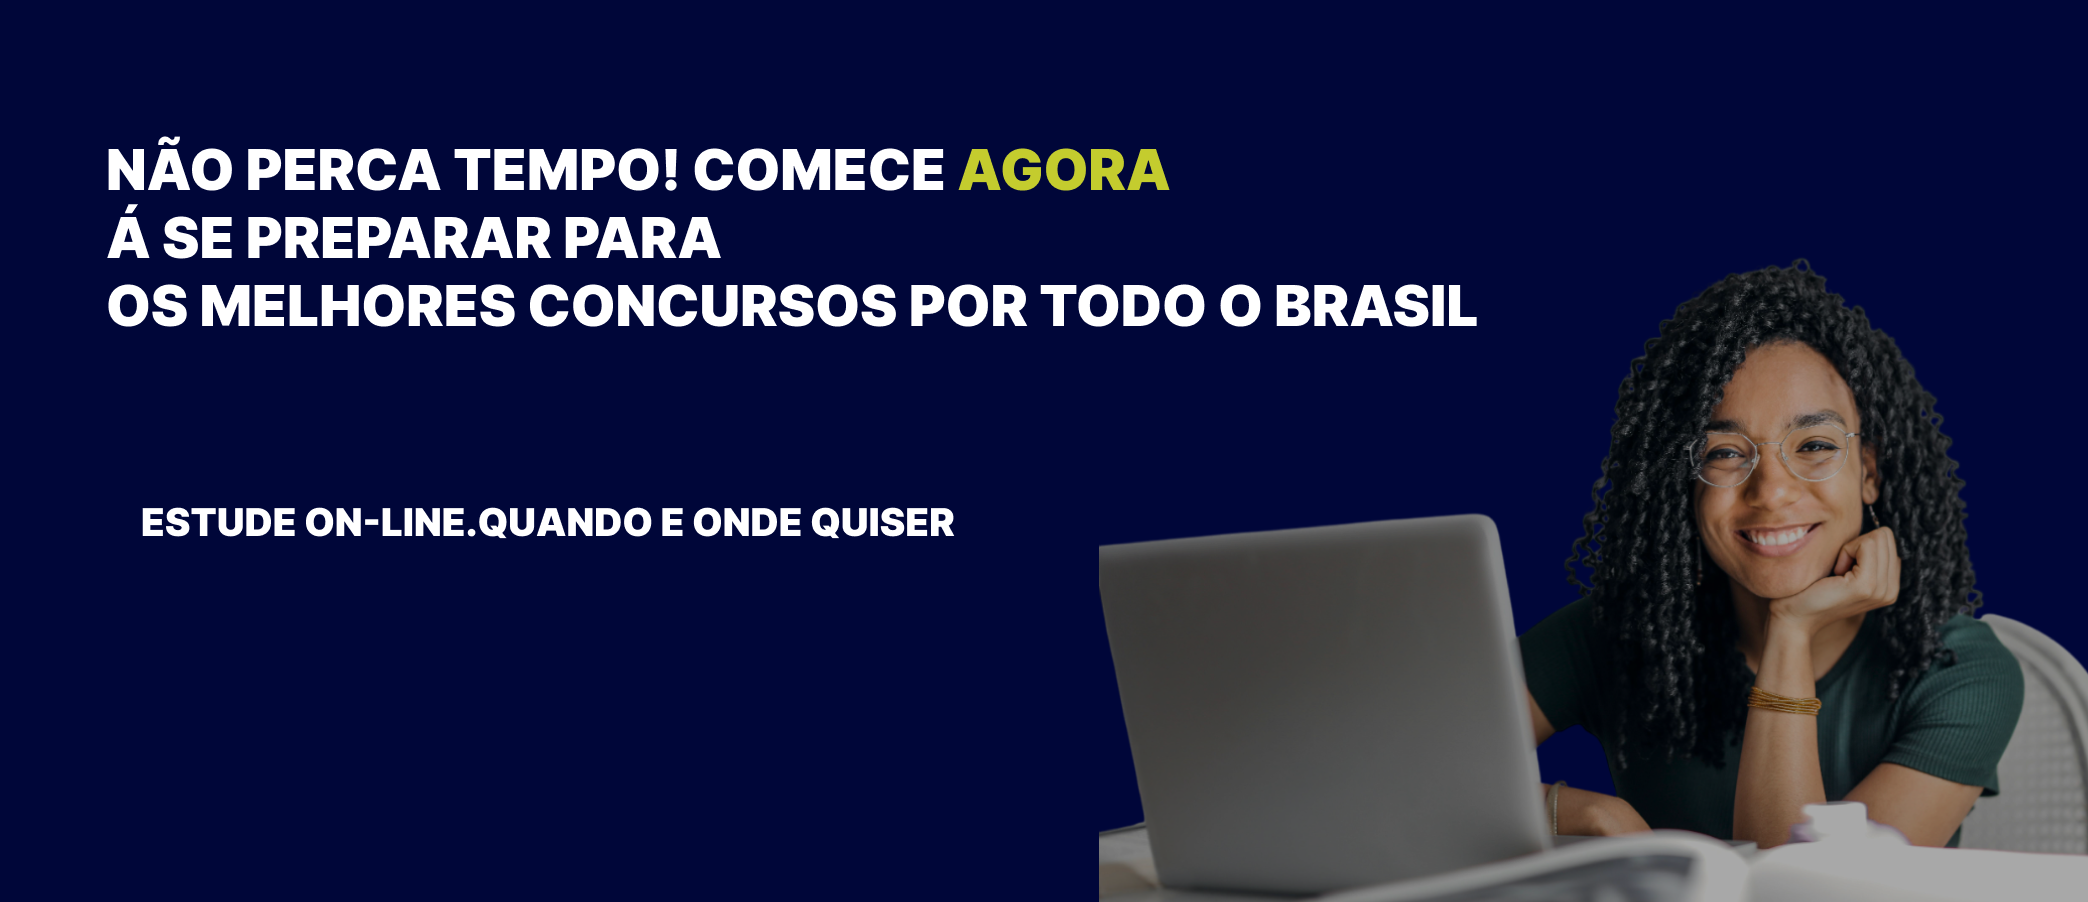 NÃO PERCA TEMPO! COMECE AGORA
Á SE PREPARAR PARA
OS MELHORES CONCURSOS POR TODO O BRASIL
ESTUDE ON-LINE.QUANDO E ONDE QUISER